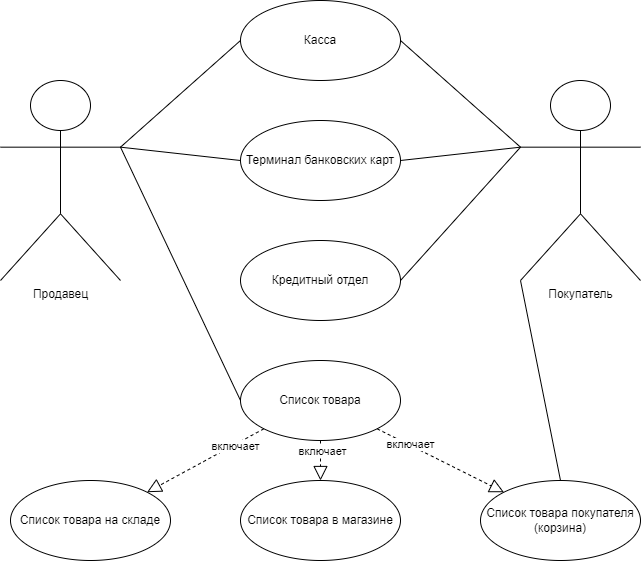 Касса
Терминал банковских карт
Кредитный отдел
Продавец
Покупатель
Список товара
включает
включает
включает
Список товара на складе
Список товара в магазине
Список товара покупателя
(корзина)